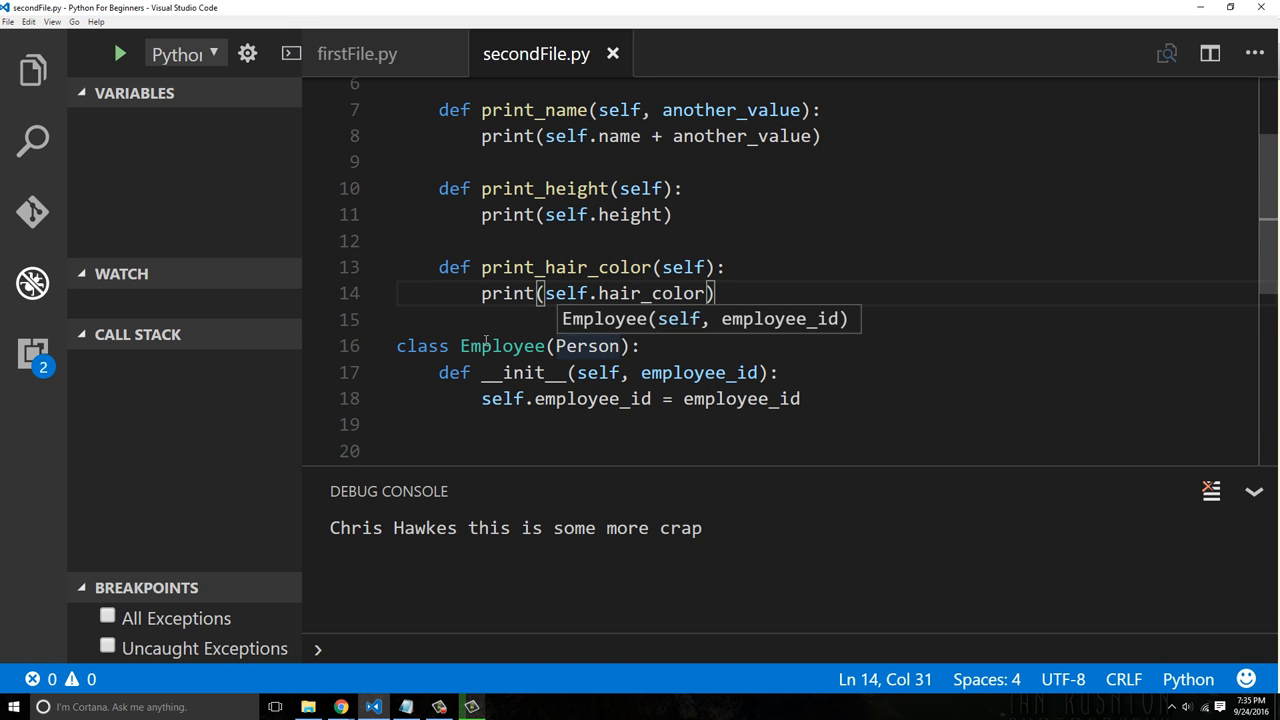 secondFile.py - Python For Beginners - Visual Studio Code
File Edit View Go Help
Pythor
firstFile.py
secondFile.py
VARIABLES
WATCH
CALL STACK
2
BREAKPOINTS
All Exceptions
Uncaught Exceptions
6
7 def print_name(self, another_value):
8 print(self.name + another_value)
9
10 def print_height(self):
11 print(self.height)
12
13 def print_hair_color(self):
14 print(self.hair_color)
15 Employee(self, employee_id)
16 class Employee(Person):
17 def __init__(self, employee_id):
18 self.employee_id = employee_id
19
20
DEBUG CONSOLE
Chris Hawkes this is some more crap
0 0 Ln 14, Col 31 Spaces: 4 UTF-8 CRLF Python
I'm Cortana. Ask me anything.
7:35 PM
9/24/2016